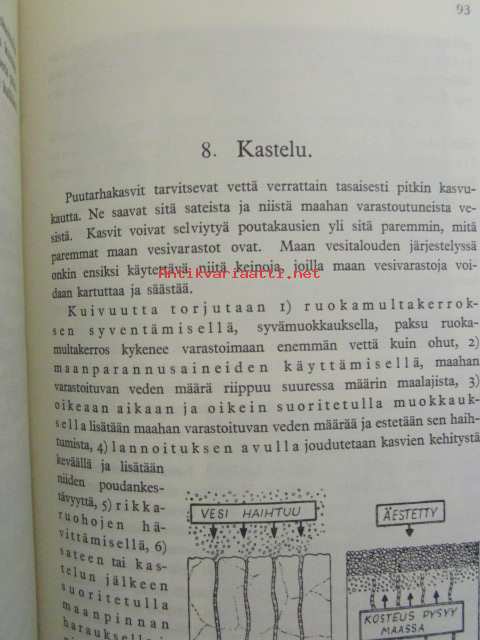 93
8. Kastelu.
Puutarhakasvit tarvitsevat vettä verrattain tasaisesti pitkin kasvu-
kautta. Ne saavat sitä sateista ja niistä maahan varastoutuneista ve-
sistä. Kasvit voivat selviytyä poutakausien yli sitä paremmin, mitä
paremmat maan vesivarastot ovat. Maan vesitalouden järjestelyssä
onkin ensiksi käytettävä niitä keinoja, joilla maan vesivarastoja voi-
daan kartuttaa ja säästää.
Antikvariaatti.net
Kuivuutta torjutaan 1) ruokamultakerrok-
sen syventämisellä, syvämuokkauksella, paksu ruoka-
multakerros kykenee varastoimaan enemmän vettä kuin ohut, 2)
maanparannusaineiden käyttämisellä, maahan
varastoituvan veden määrä riippuu suuressa määrin maalajista, 3)
oikeaan aikaan ja oikein suoritetulla muokkauk-
sella lisätään maahan varastoituvan veden määrää ja estetään sen haih-
tumista, 4) lannoituksen avulla joudutetaan kasvien kehitystä
keväällä ja lisätään
niiden poudankes-
tävyyttä, 5) rikka-
ruohojen hä-
vittämisellä, 6)
sateen tai kas-
telun jälkeen
suoritetulla
maanpinnan
VESI HAIHTUU
ÄESTETTY
KOSTEUS PYSYY
MAASSA